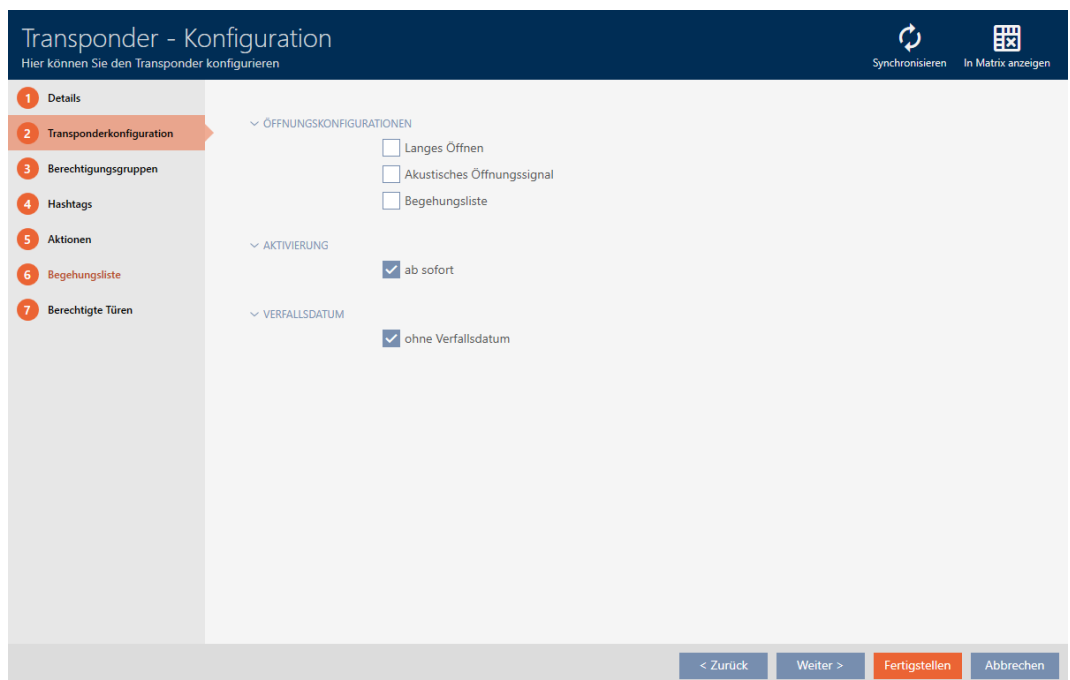 Transponder - Konfiguration
Hier können Sie den Transponder konfigurieren
Synchronisieren
In Matrix anzeigen
1 Details
2 Transponderkonfiguration
3 Berechtigungsgruppen
4 Hashtags
5 Aktionen
6 Begehungsliste
7 Berechtigte Türen
ÖFFNUNGSKONFIGURATIONEN
Langes Öffnen
Akustisches Öffnungssignal
Begehungsliste
AKTIVIERUNG
ab sofort
VERFALLSDATUM
ohne Verfallsdatum
< Zurück
Weiter >
Fertigstellen
Abbrechen